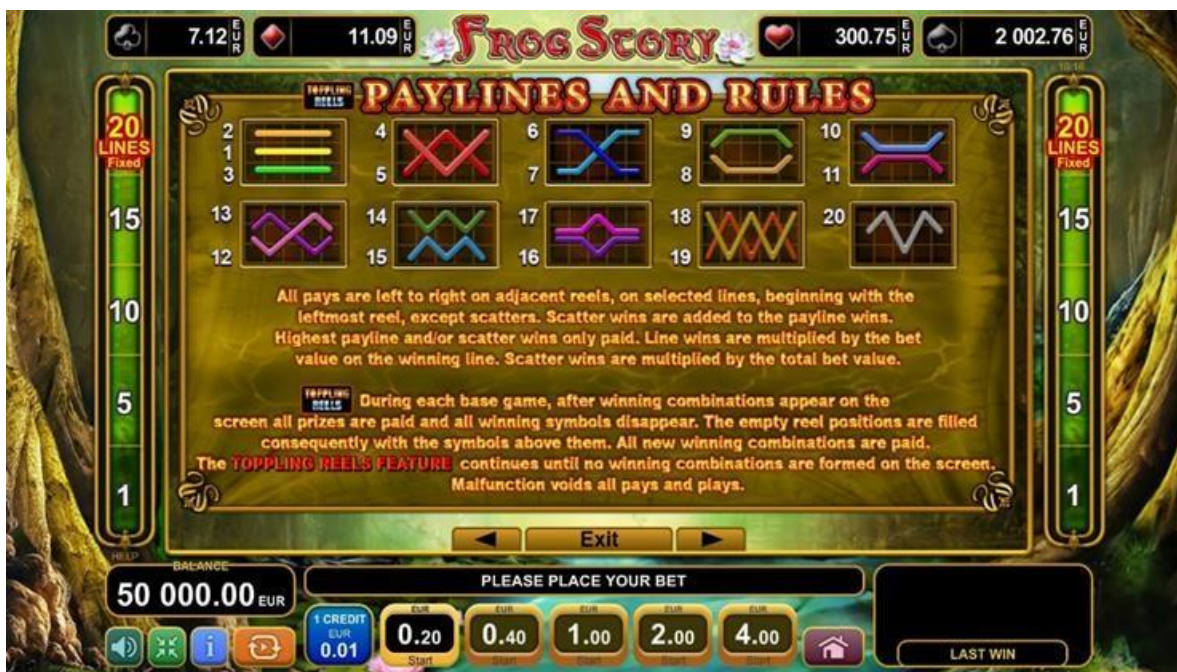 7.12 EUR
11.09 EUR
FROG STORY
300.75 EUR
2 002.76 EUR
TOPPLING REELS PAYLINES AND RULES
20 LINES Fixed
15
10
5
1
20 LINES Fixed
15
10
5
1
2
1
3
4
5
6
7
9
8
10
11
13
12
14
15
17
16
18
19
20
All pays are left to right on adjacent reels, on selected lines, beginning with the
leftmost reel, except scatters. Scatter wins are added to the payline wins.
Highest payline and/or scatter wins only paid. Line wins are multiplied by the bet
value on the winning line. Scatter wins are multiplied by the total bet value.
TOPPLING REELS During each base game, after winning combinations appear on the
screen all prizes are paid and all winning symbols disappear. The empty reel positions are filled
consequently with the symbols above them. All new winning combinations are paid.
The TOPPLING REELS FEATURE continues until no winning combinations are formed on the screen.
Malfunction voids all pays and plays.
Exit
HELP
BALANCE
50 000.00 EUR
PLEASE PLACE YOUR BET
i
1 CREDIT
EUR
0.01
EUR
0.20
Start
EUR
0.40
Start
EUR
1.00
Start
EUR
2.00
Start
EUR
4.00
Start
LAST WIN